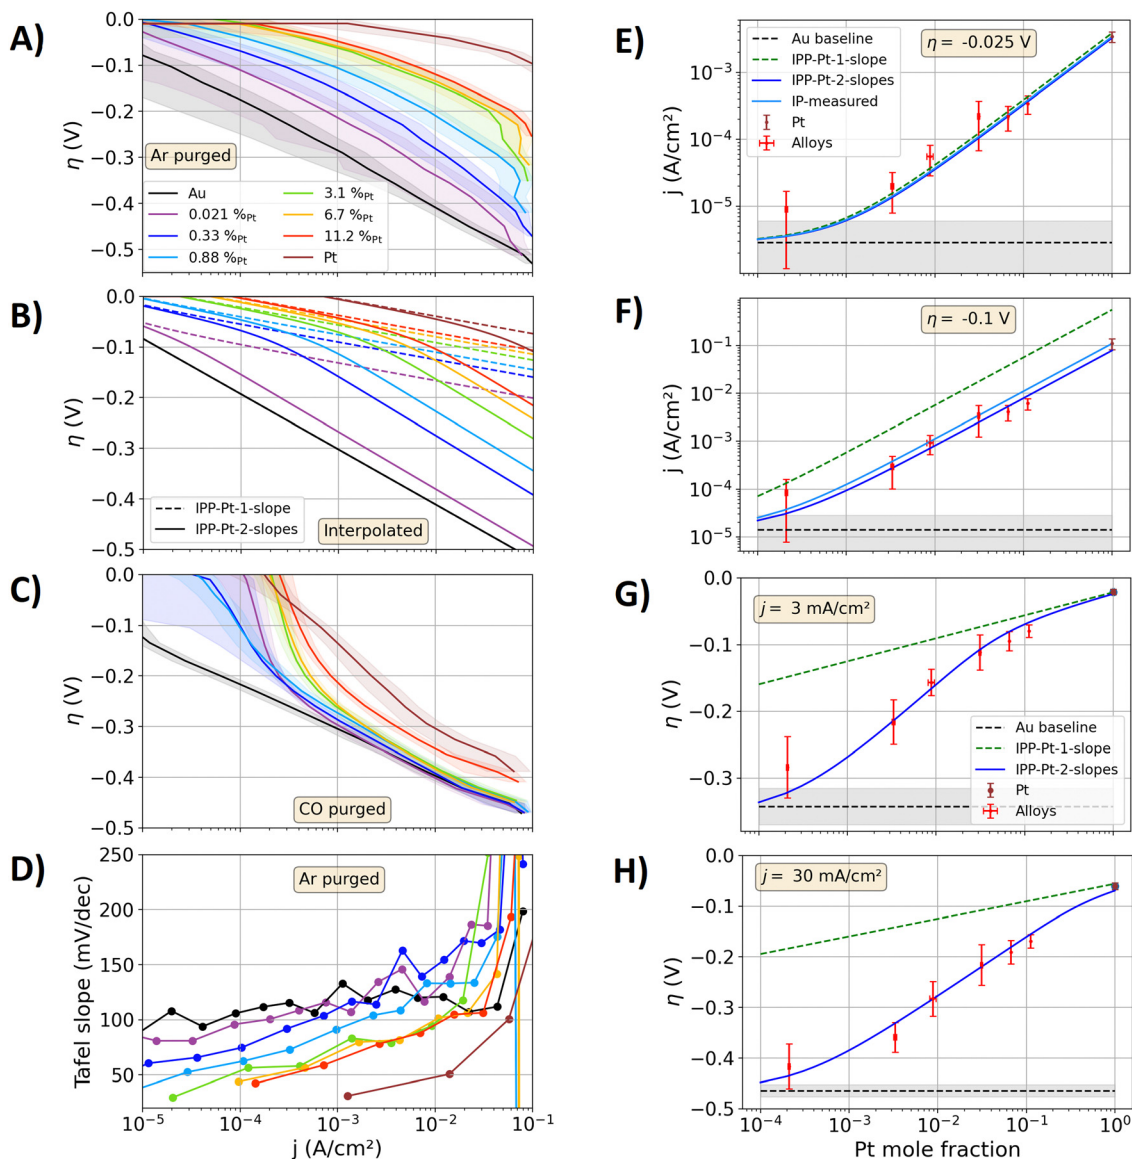 A)
0.0
−0.1
−0.2
−0.3
−0.4
−0.5
η (V)
Ar purged
Au
0.021 %Pt
0.33 %Pt
0.88 %Pt
3.1 %Pt
6.7 %Pt
11.2 %Pt
Pt
B)
0.0
−0.1
−0.2
−0.3
−0.4
−0.5
η (V)
IPP-Pt-1-slope
IPP-Pt-2-slopes
Interpolated
C)
0.0
−0.1
−0.2
−0.3
−0.4
−0.5
η (V)
CO purged
D)
250
200
150
100
50
Tafel slope (mV/dec)
Ar purged
10⁻⁵
10⁻⁴
10⁻³
10⁻²
10⁻¹
j (A/cm²)
E)
10⁻³
10⁻⁴
10⁻⁵
j (A/cm²)
Au baseline
IPP-Pt-1-slope
IPP-Pt-2-slopes
IP-measured
Pt
Alloys
η = -0.025 V
F)
10⁻¹
10⁻²
10⁻³
10⁻⁴
10⁻⁵
j (A/cm²)
η = -0.1 V
G)
0.0
−0.1
−0.2
−0.3
η (V)
j = 3 mA/cm²
Au baseline
IPP-Pt-1-slope
IPP-Pt-2-slopes
Pt
Alloys
H)
0.0
−0.1
−0.2
−0.3
−0.4
−0.5
η (V)
j = 30 mA/cm²
10⁻⁴
10⁻³
10⁻²
10⁻¹
10⁰
Pt mole fraction